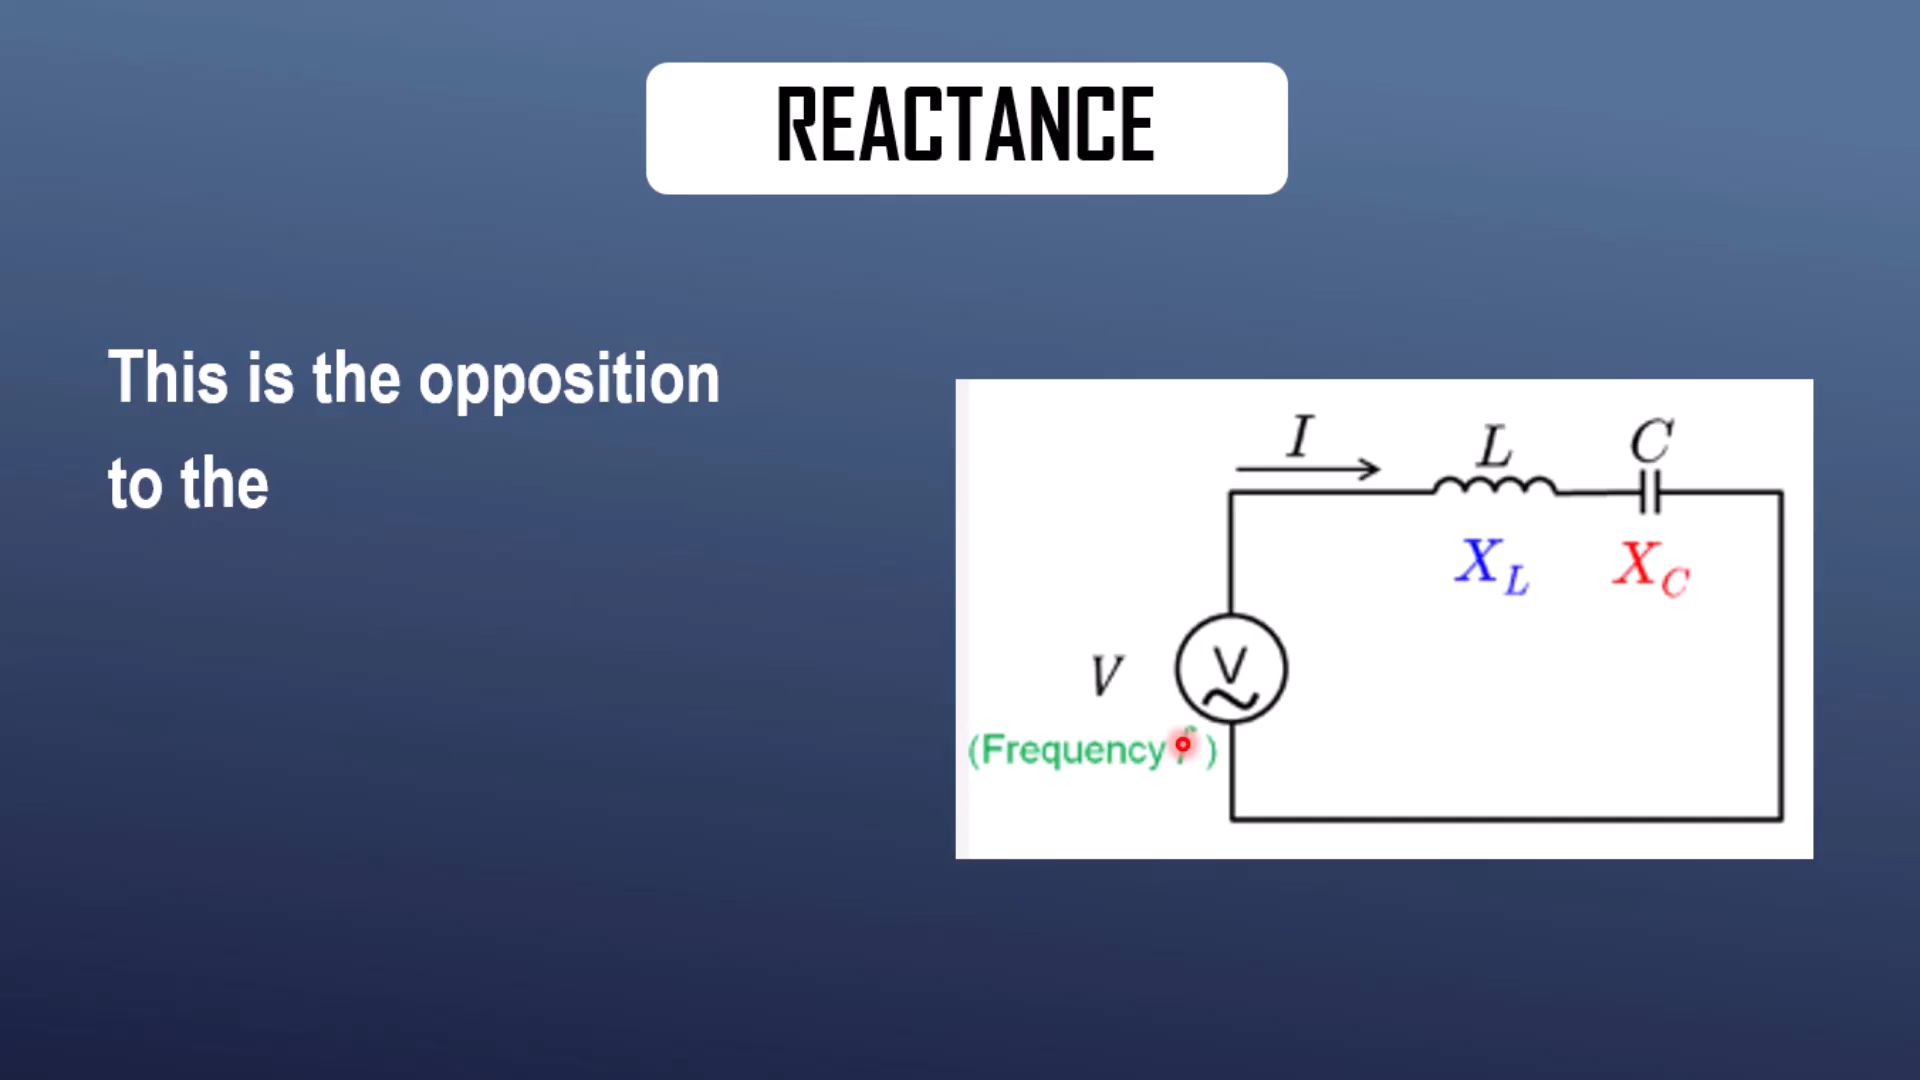 REACTANCE
This is the opposition
to the
I
L
C
X_L
X_C
V
V
(Frequency f )